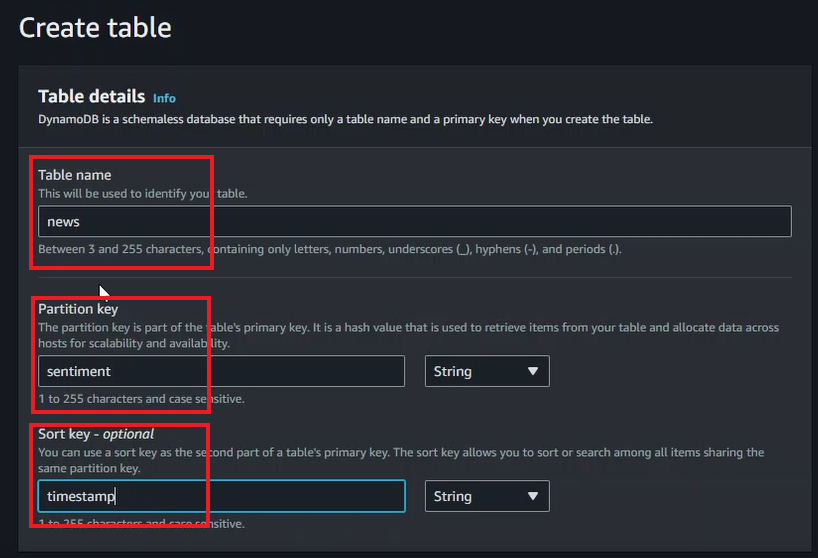 Create table
Table details Info
DynamoDB is a schemaless database that requires only a table name and a primary key when you create the table.
Table name
This will be used to identify your table.
news
Between 3 and 255 characters, containing only letters, numbers, underscores (_), hyphens (-), and periods (.).
Partition key
The partition key is part of the table's primary key. It is a hash value that is used to retrieve items from your table and allocate data across
hosts for scalability and availability.
sentiment String
1 to 255 characters and case sensitive.
Sort key - optional
You can use a sort key as the second part of a table's primary key. The sort key allows you to sort or search among all items sharing the
same partition key.
timestamp String
1 to 255 characters and case sensitive.